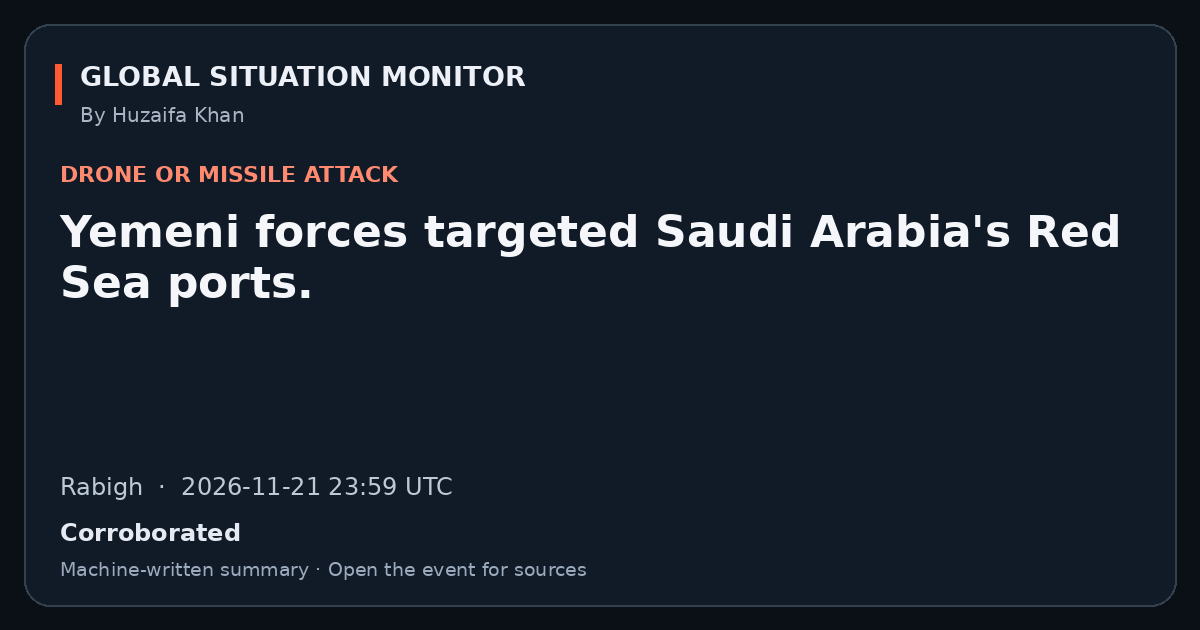 GLOBAL SITUATION MONITOR
By Huzaifa Khan
DRONE OR MISSILE ATTACK
Yemeni forces targeted Saudi Arabia's Red
Sea ports.
Rabigh · 2026-11-21 23:59 UTC
Corroborated
Machine-written summary · Open the event for sources